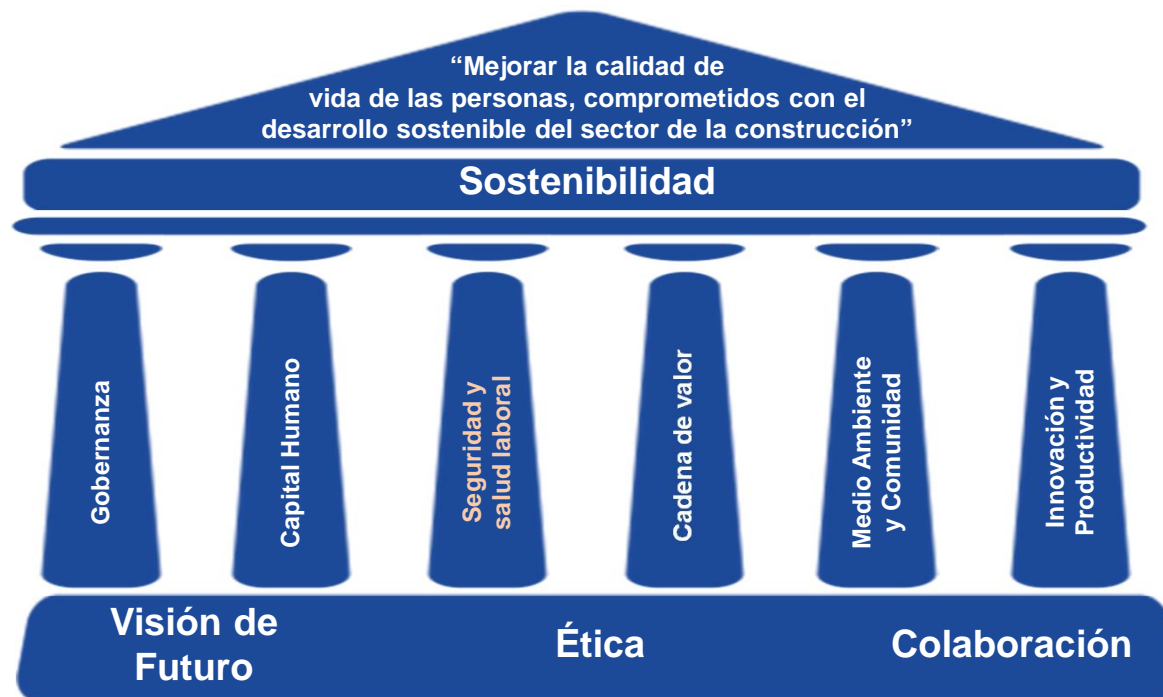 “Mejorar la calidad de
vida de las personas, comprometidos con el
desarrollo sostenible del sector de la construcción”
Sostenibilidad
Gobernanza
Capital Humano
Seguridad y
salud laboral
Cadena de valor
Medio Ambiente
y Comunidad
Innovación y
Productividad
Visión de
Futuro
Ética
Colaboración